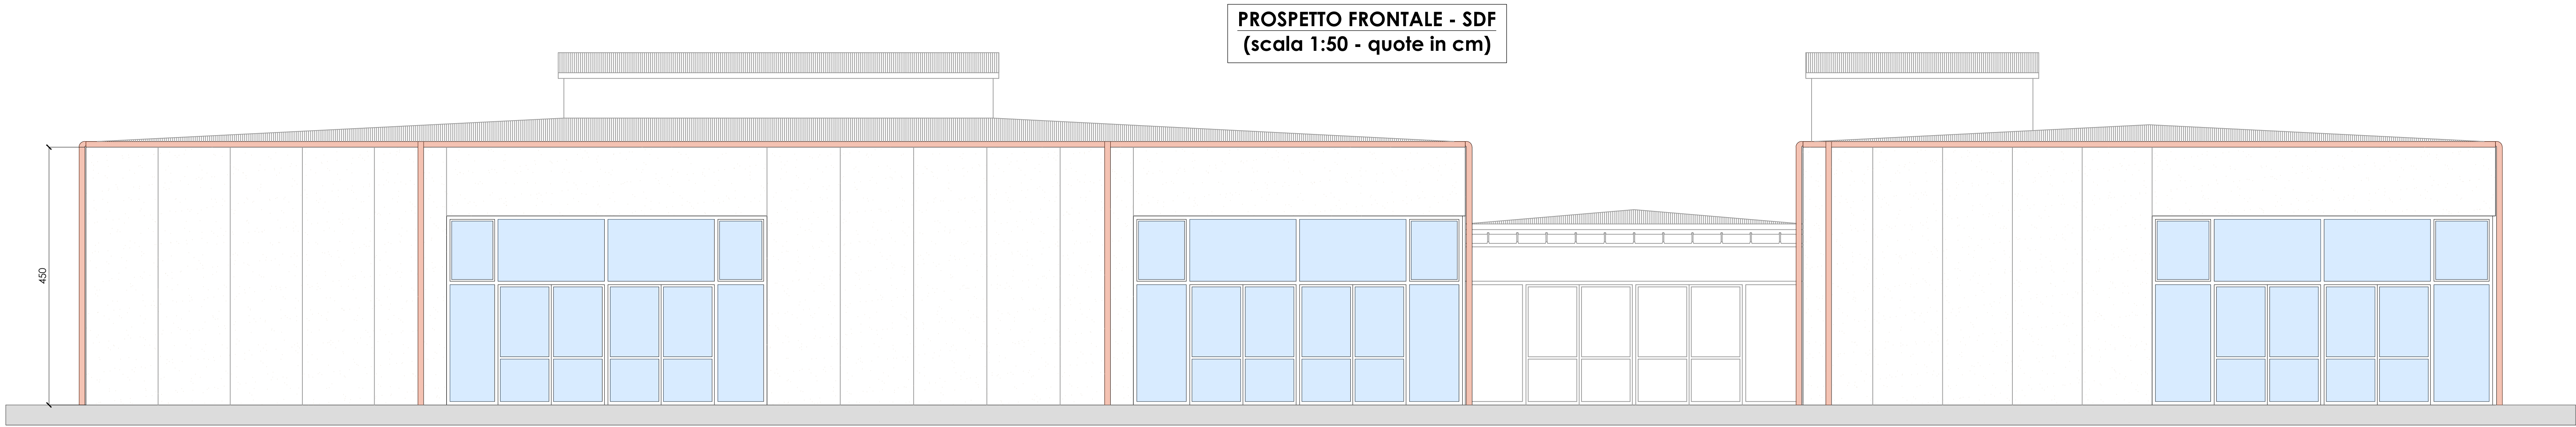 PROSPETTO FRONTALE - SDF
(scala 1:50 - quote in cm)
450